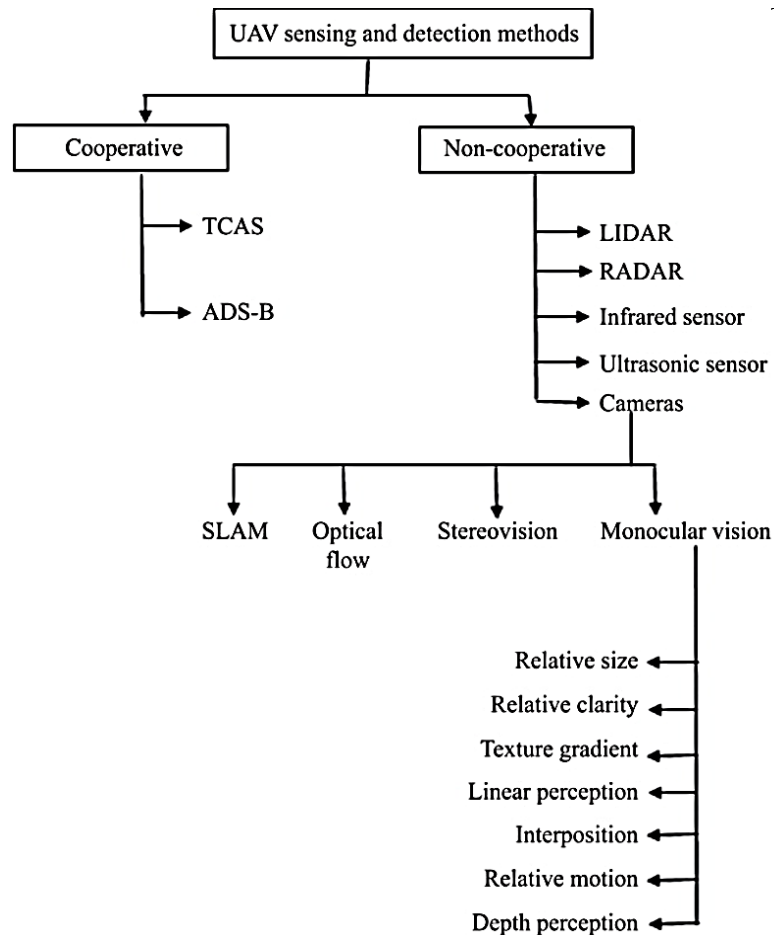 UAV sensing and detection methods
Cooperative
Non-cooperative
TCAS
ADS-B
LIDAR
RADAR
Infrared sensor
Ultrasonic sensor
Cameras
SLAM
Optical
flow
Stereovision
Monocular vision
Relative size
Relative clarity
Texture gradient
Linear perception
Interposition
Relative motion
Depth perception